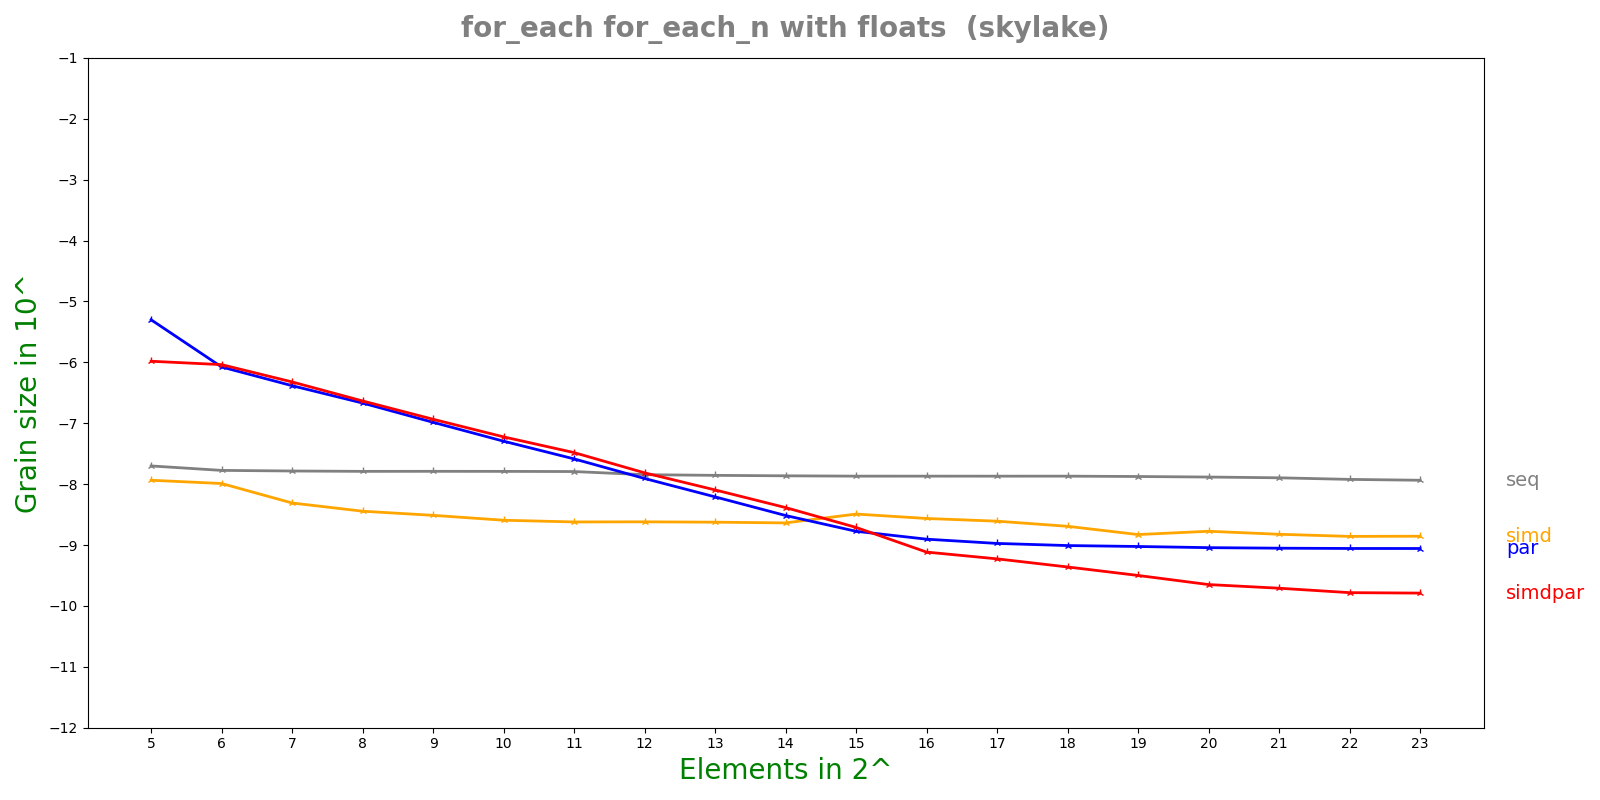 for_each for_each_n with floats  (skylake)
Grain size in 10^
−1
−2
−3
−4
−5
−6
−7
−8
−9
−10
−11
−12
seq
simd
par
simdpar
5 6 7 8 9 10 11 12 13 14 15 16 17 18 19 20 21 22 23
Elements in 2^